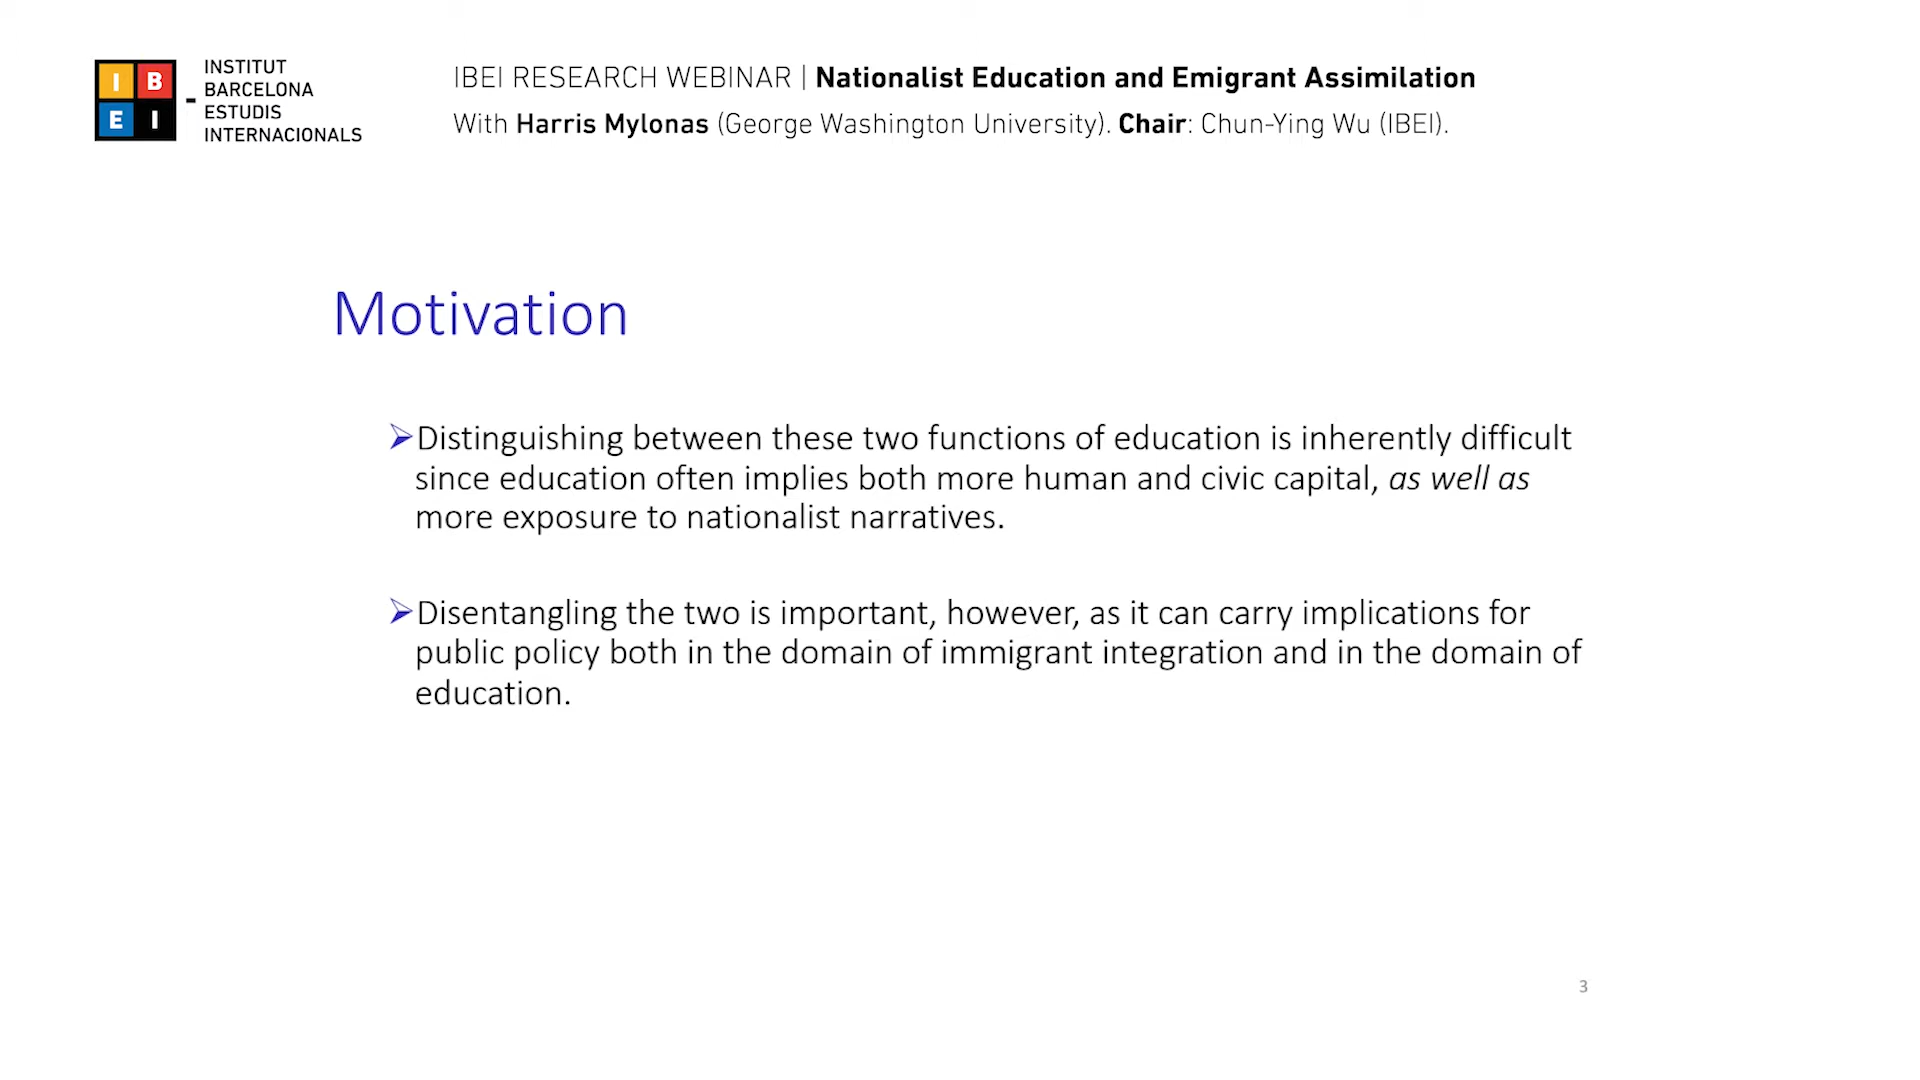 I B
E I
INSTITUT
BARCELONA
ESTUDIS
INTERNACIONALS
IBEI RESEARCH WEBINAR | Nationalist Education and Emigrant Assimilation
With Harris Mylonas (George Washington University). Chair: Chun-Ying Wu (IBEI).
Motivation
➢Distinguishing between these two functions of education is inherently difficult
since education often implies both more human and civic capital, as well as
more exposure to nationalist narratives.
➢Disentangling the two is important, however, as it can carry implications for
public policy both in the domain of immigrant integration and in the domain of
education.
3